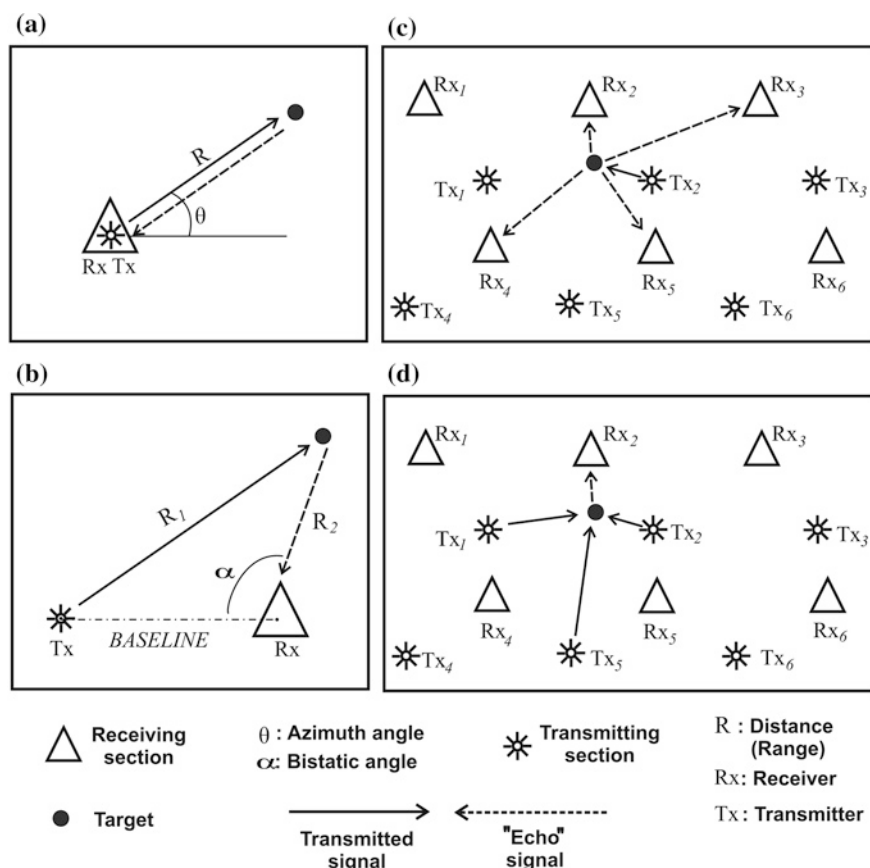 (a)
R
θ
Rx Tx
(c)
Rx1
Rx2
Rx3
Tx1
Tx2
Tx3
Rx4
Rx5
Rx6
Tx4
Tx5
Tx6
(b)
R1
R2
α
Tx
BASELINE
Rx
(d)
Rx1
Rx2
Rx3
Tx1
Tx2
Tx3
Rx4
Rx5
Rx6
Tx4
Tx5
Tx6
Receiving
section
θ : Azimuth angle
α: Bistatic angle
Transmitting
section
R : Distance
(Range)
Rx: Receiver
Tx: Transmitter
Target
Transmitted
signal
"Echo"
signal